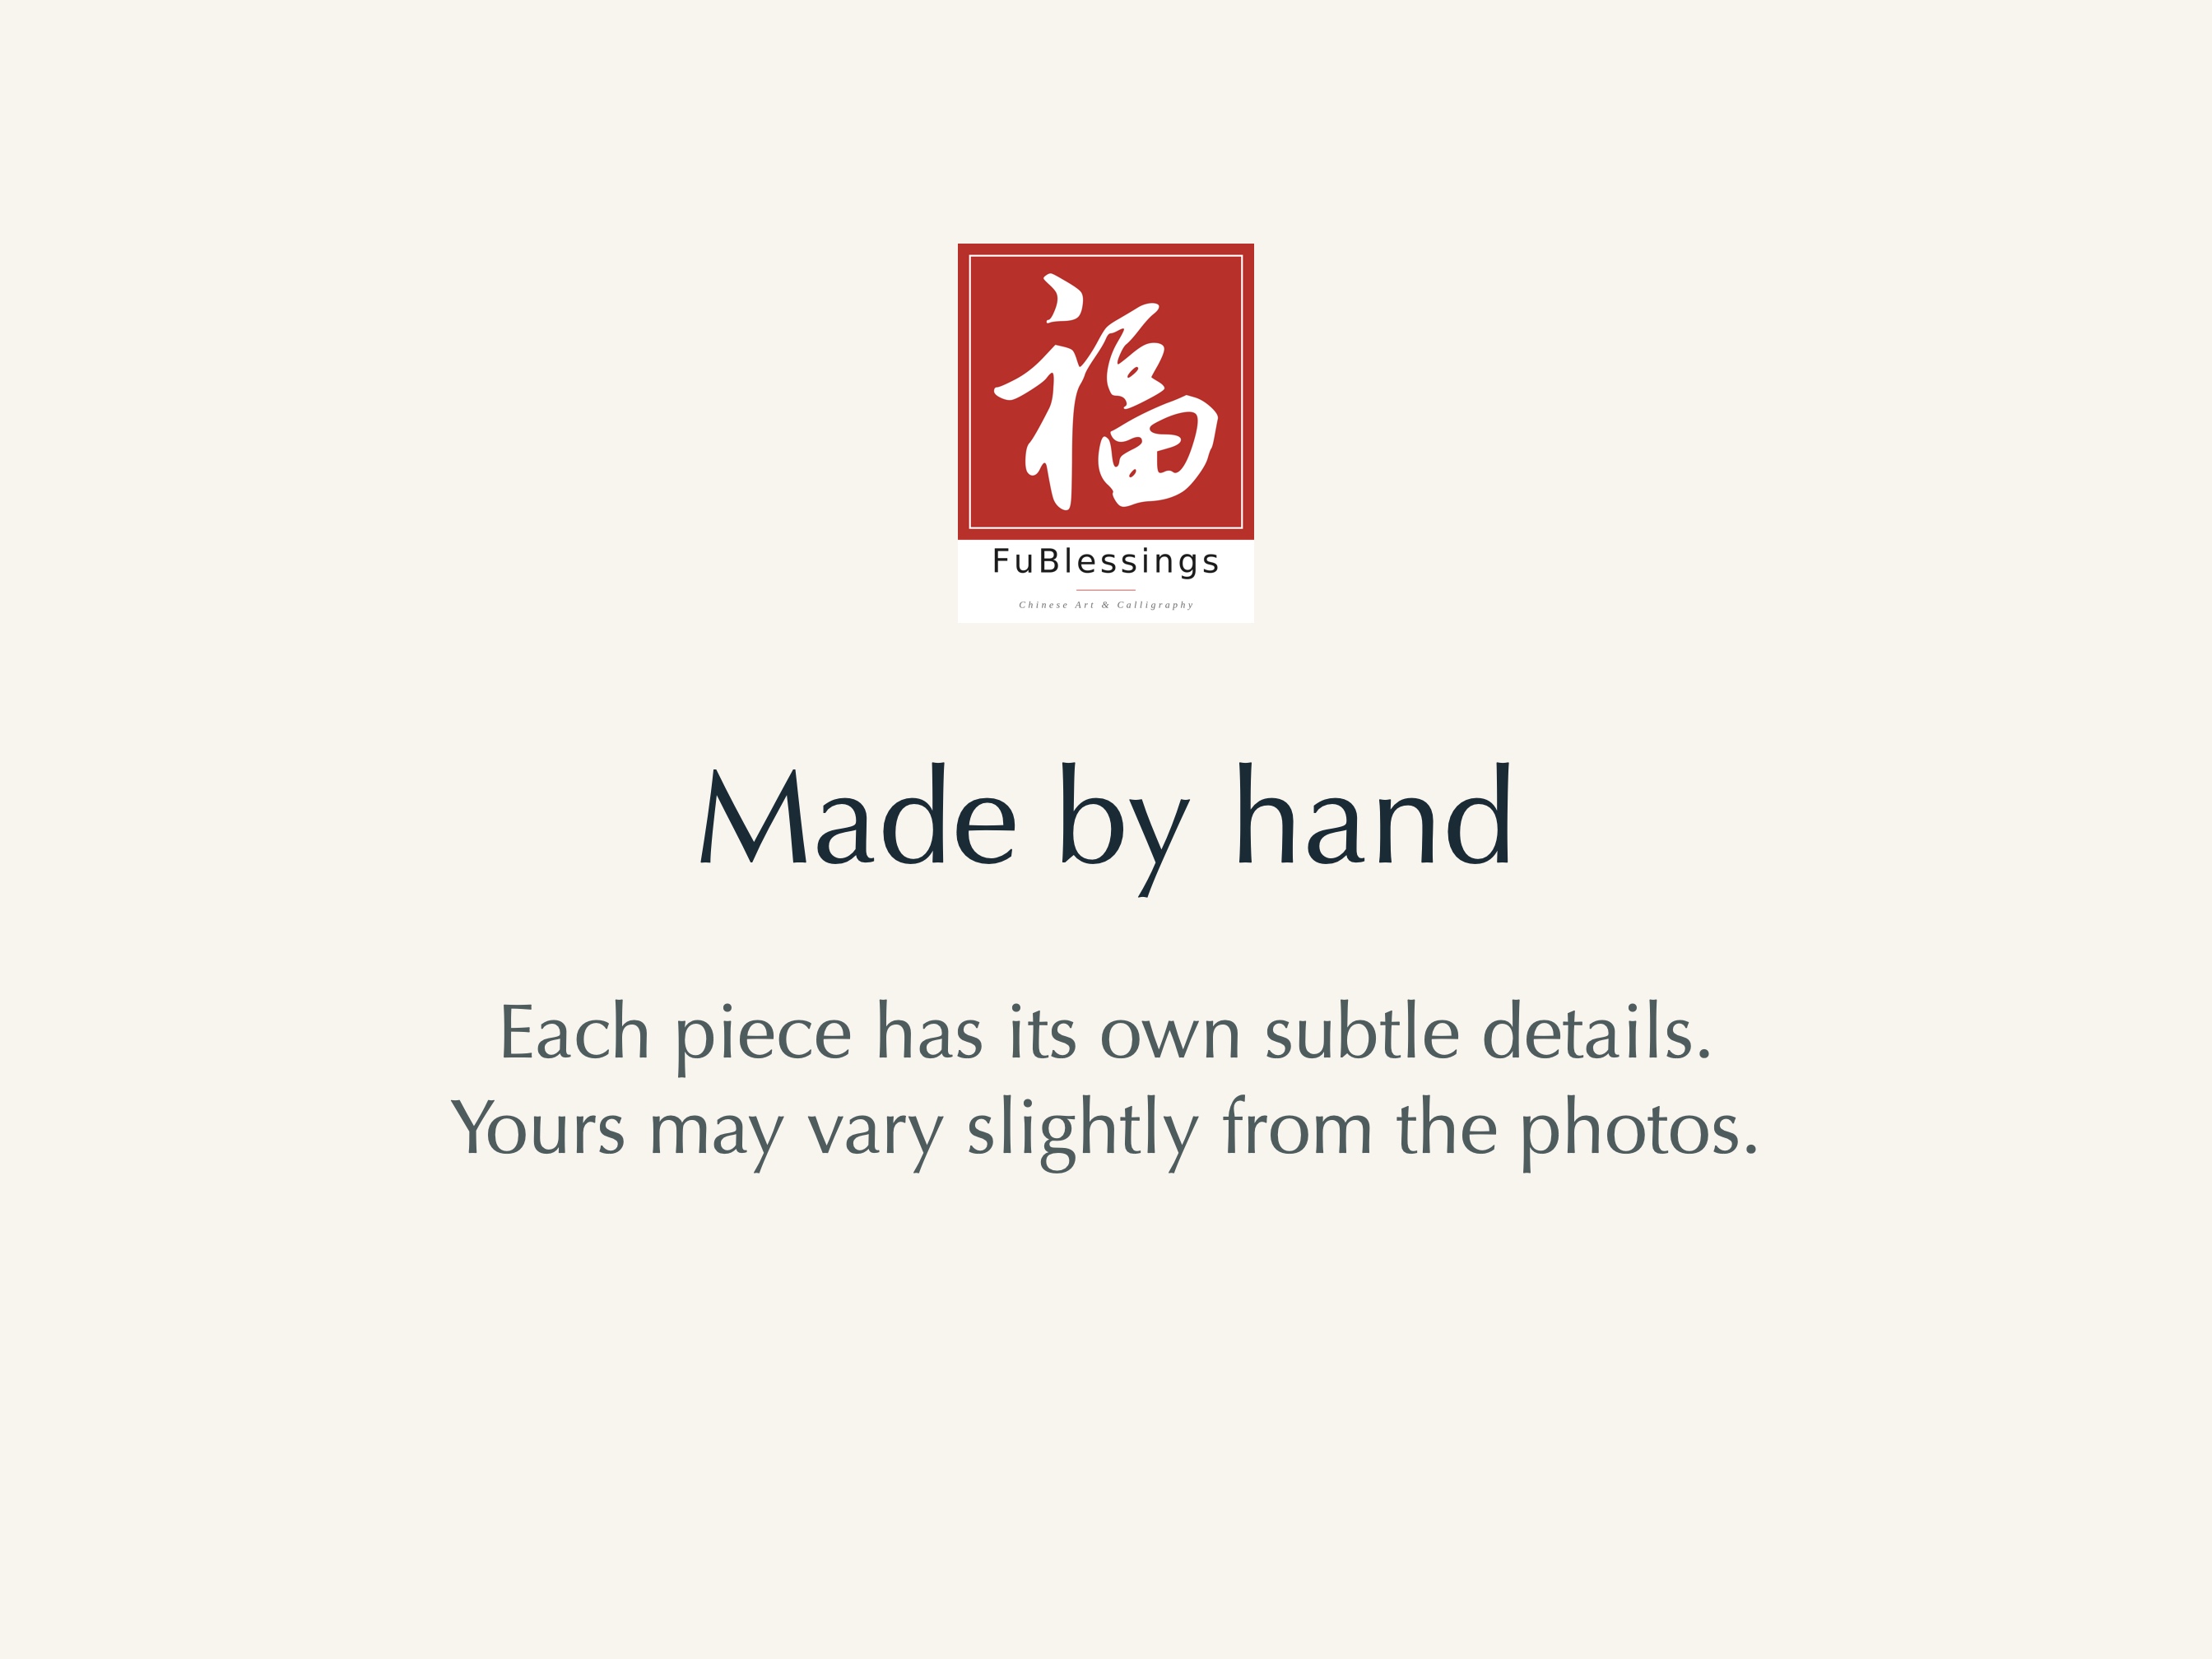 福
FuBlessings
Chinese Art & Calligraphy
Made by hand
Each piece has its own subtle details.
Yours may vary slightly from the photos.